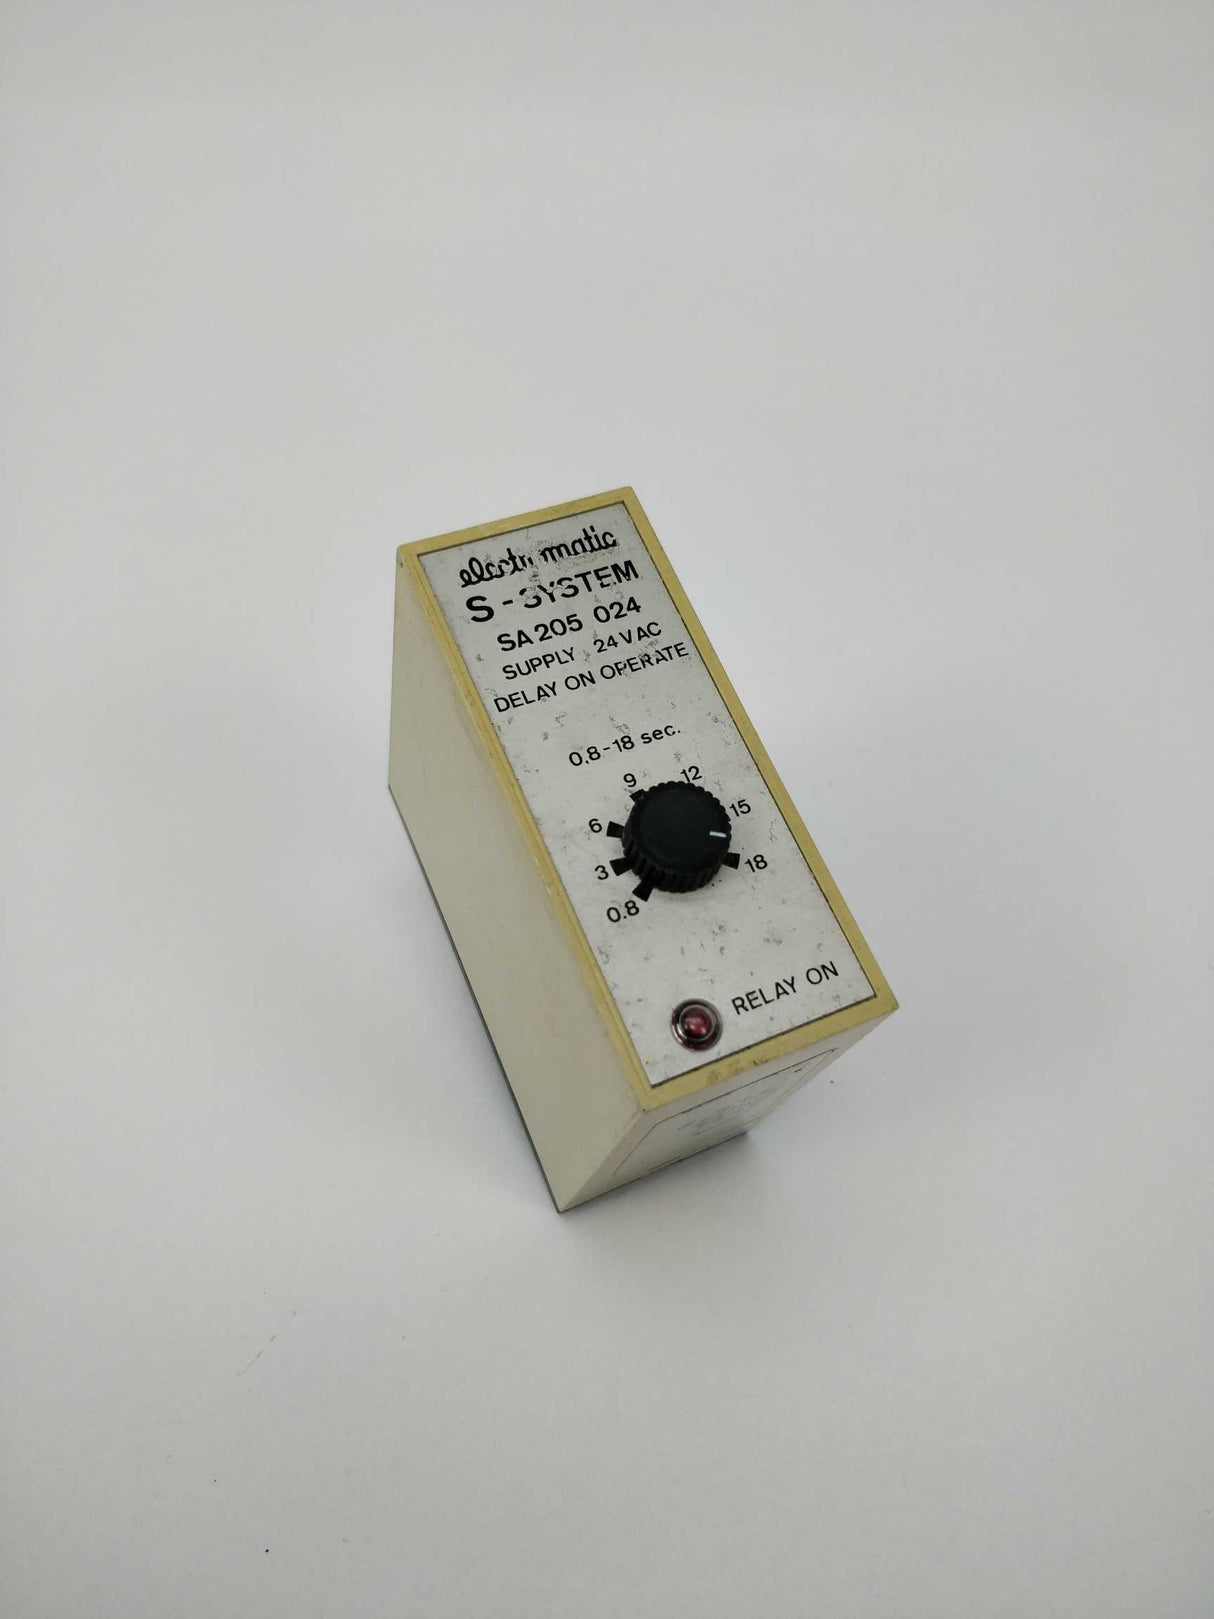 electromatic
S-SYSTEM
SA 205 024
SUPPLY 24 V AC
DELAY ON OPERATE
0,8-18 sec.
9 12
6 15
3 18
0.8
RELAY ON